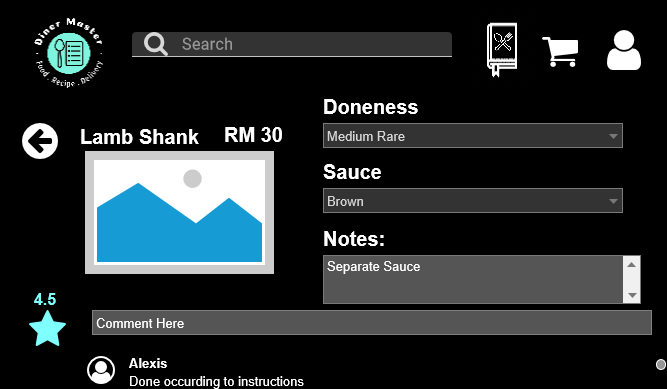 Diner Master
Food . Recipe . Delivery
Search
Lamb Shank
RM 30
Doneness
Medium Rare
Sauce
Brown
Notes:
Separate Sauce
4.5
Comment Here
Alexis
Done occurding to instructions